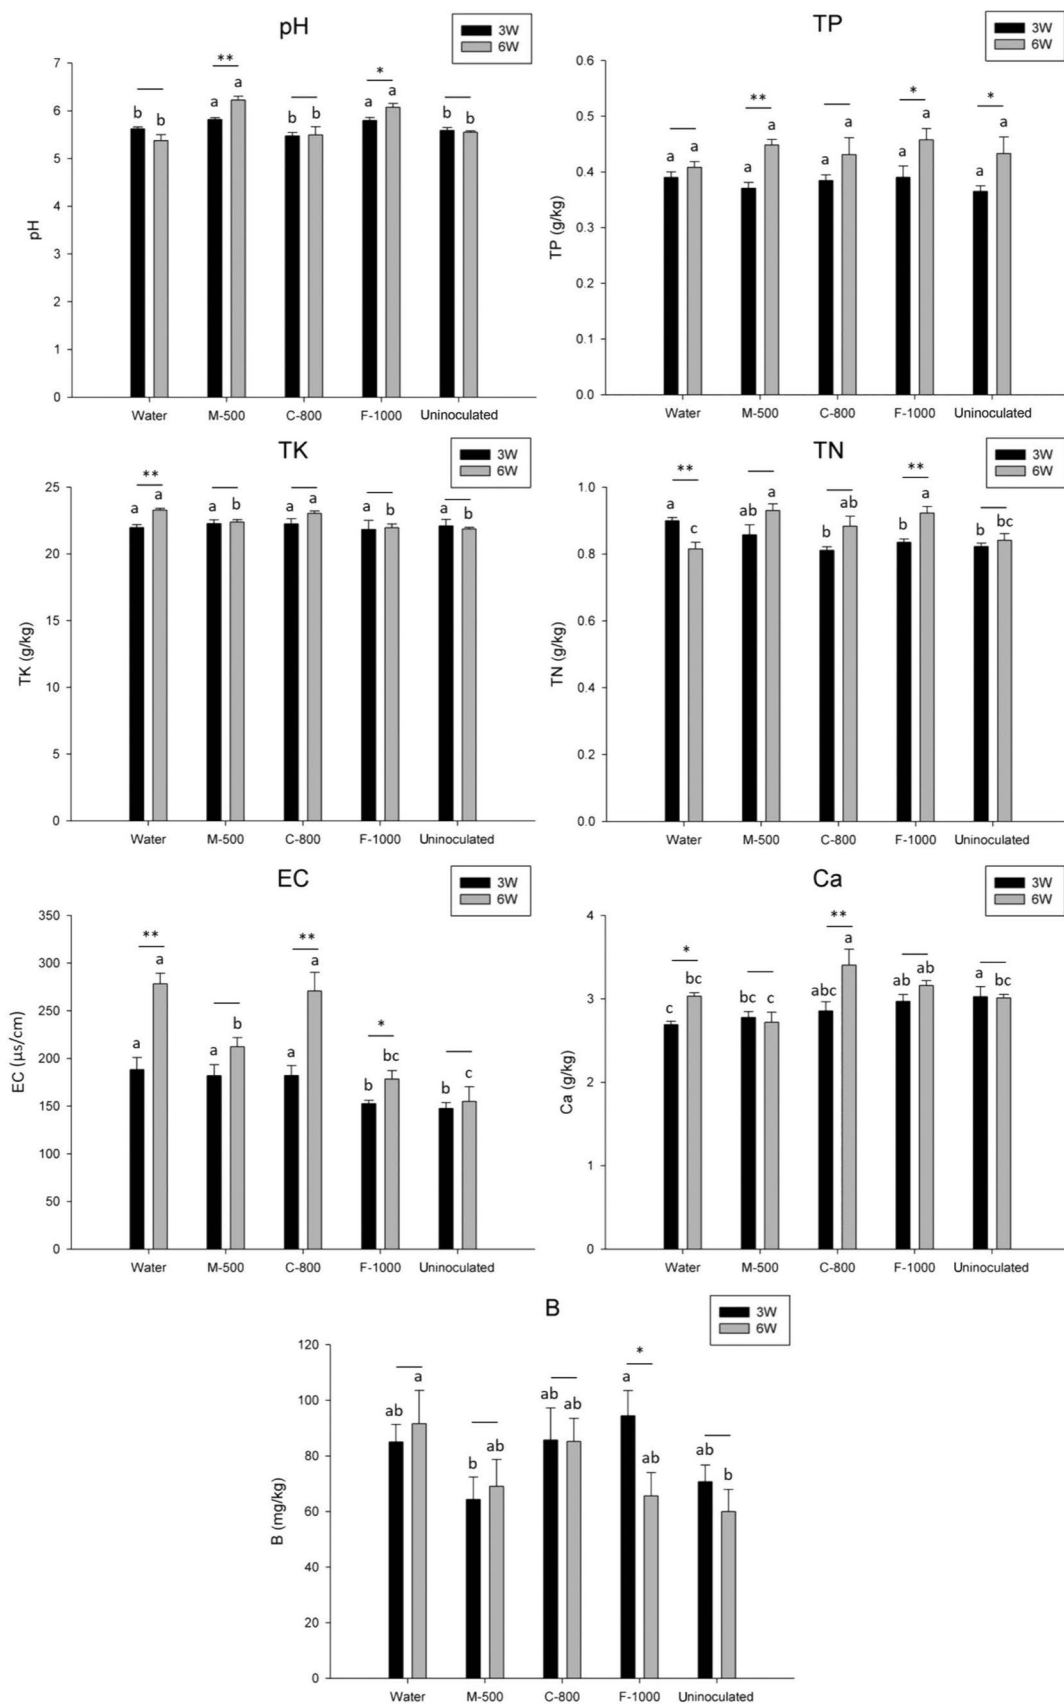 pH
3W
6W
7
6
5
4
3
2
1
0
pH
**
*
b b a a b b a a b b
Water M-500 C-800 F-1000 Uninoculated
TP
3W
6W
0.6
0.5
0.4
0.3
0.2
0.1
0.0
TP (g/kg)
** * *
a a a a a a a a a a
Water M-500 C-800 F-1000 Uninoculated
TK
3W
6W
25
20
15
10
5
0
TK (g/kg)
**
a a a b a a a b a b
Water M-500 C-800 F-1000 Uninoculated
TN
3W
6W
1.0
0.8
0.6
0.4
0.2
0.0
TN (g/kg)
** **
a c ab a b ab b a b bc
Water M-500 C-800 F-1000 Uninoculated
EC
3W
6W
350
300
250
200
150
100
50
0
EC (µs/cm)
** ** *
a a a b a a b bc b c
Water M-500 C-800 F-1000 Uninoculated
Ca
3W
6W
4
3
2
1
0
Ca (g/kg)
* **
c bc bc c abc a ab ab a bc
Water M-500 C-800 F-1000 Uninoculated
B
3W
6W
120
100
80
60
40
20
0
B (mg/kg)
*
ab a b ab ab ab a ab ab b
Water M-500 C-800 F-1000 Uninoculated